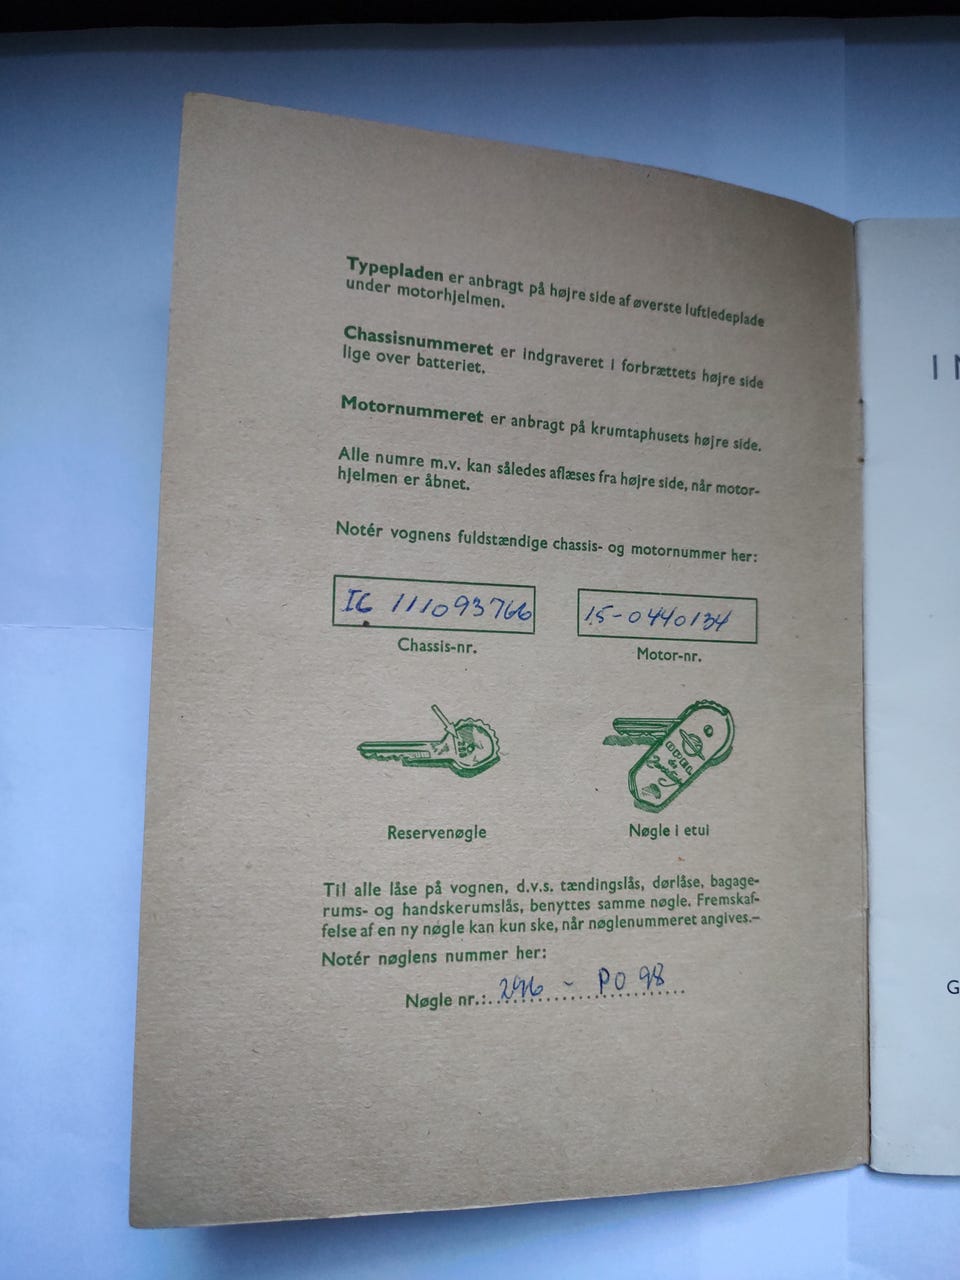 Typepladen er anbragt på højre side af øverste luftledeplade
under motorhjelmen.
Chassisnummeret er indgraveret i forbrættets højre side
lige over batteriet.
Motornummeret er anbragt på krumtaphusets højre side.
Alle numre m.v. kan således aflæses fra højre side, når motor-
hjelmen er åbnet.
Notér vognens fuldstændige chassis- og motornummer her:
IC 111093766
15-0440134
Chassis-nr.
Motor-nr.
OPEL
Reservenøgle
Nøgle i etui
Til alle låse på vognen, d.v.s. tændingslås, dørlåse, bagage-
rums- og handskerumslås, benyttes samme nøgle. Fremskaf-
felse af en ny nøgle kan kun ske, når nøglenummeret angives.—
Notér nøglens nummer her:
Nøgle nr.: 296 - PO 98
IN
G